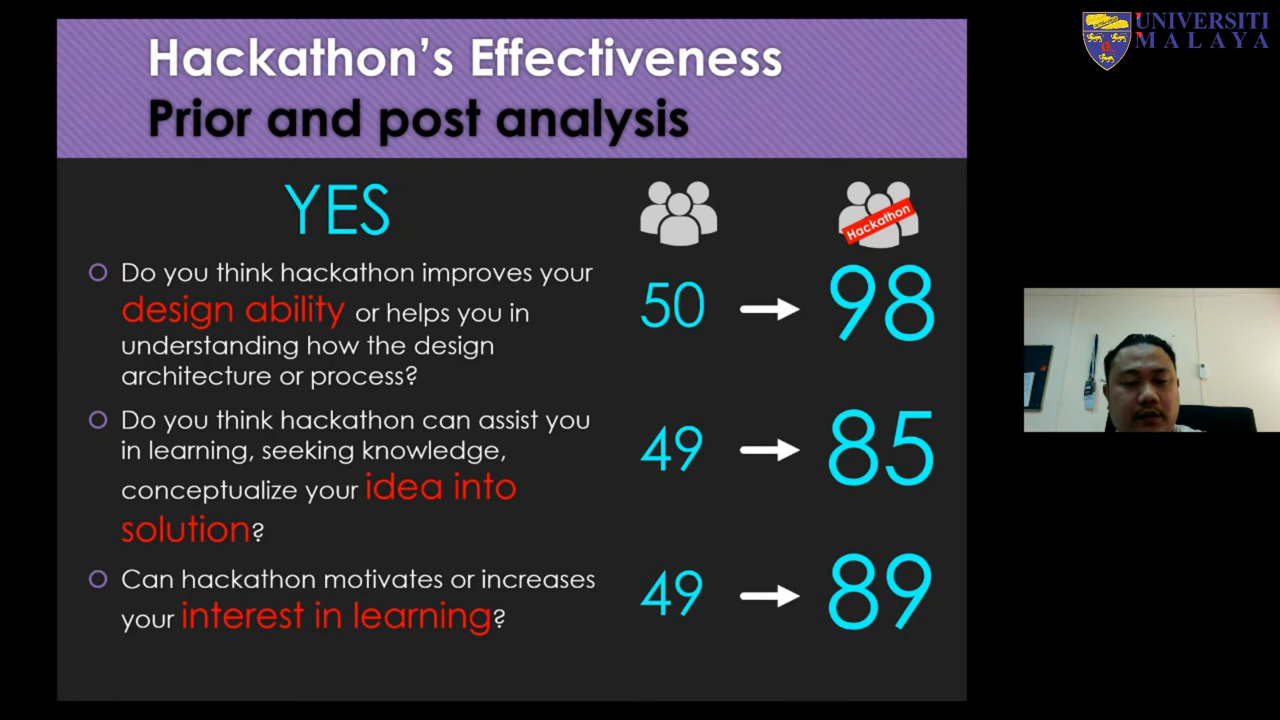 UNIVERSITI
MALAYA
Hackathon's Effectiveness
Prior and post analysis
YES
Hackathon
Do you think hackathon improves your
design ability or helps you in
understanding how the design
architecture or process?
50
98
Do you think hackathon can assist you
in learning, seeking knowledge,
conceptualize your idea into
solution?
49
85
Can hackathon motivates or increases
your interest in learning?
49
89